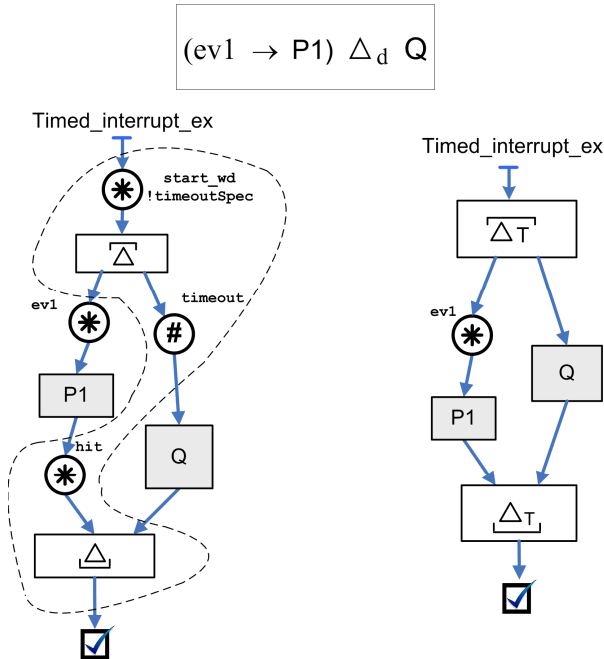 (ev1 → P1) △d Q
Timed_interrupt_ex
start_wd
!timeoutSpec
△
ev1
timeout
*
#
P1
hit
Q
△
Timed_interrupt_ex
△T
ev1
Q
P1
△T